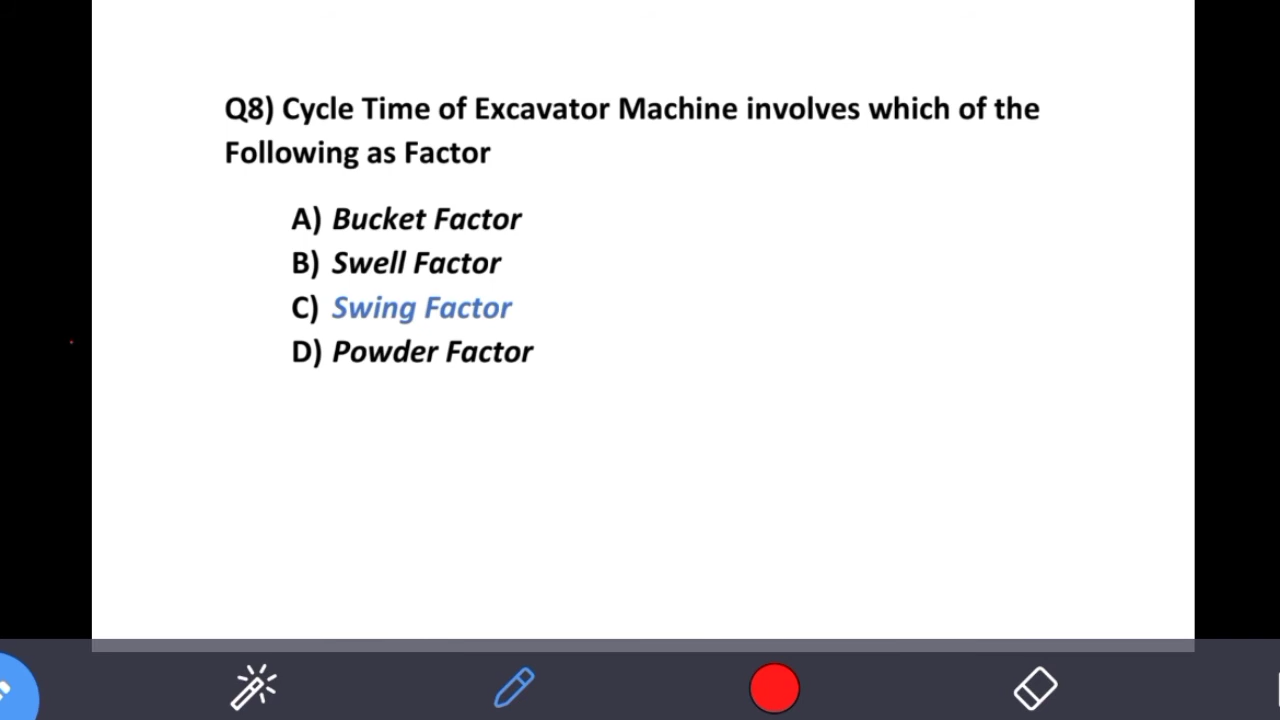 Q8) Cycle Time of Excavator Machine involves which of the
Following as Factor
A) Bucket Factor
B) Swell Factor
C) Swing Factor
D) Powder Factor